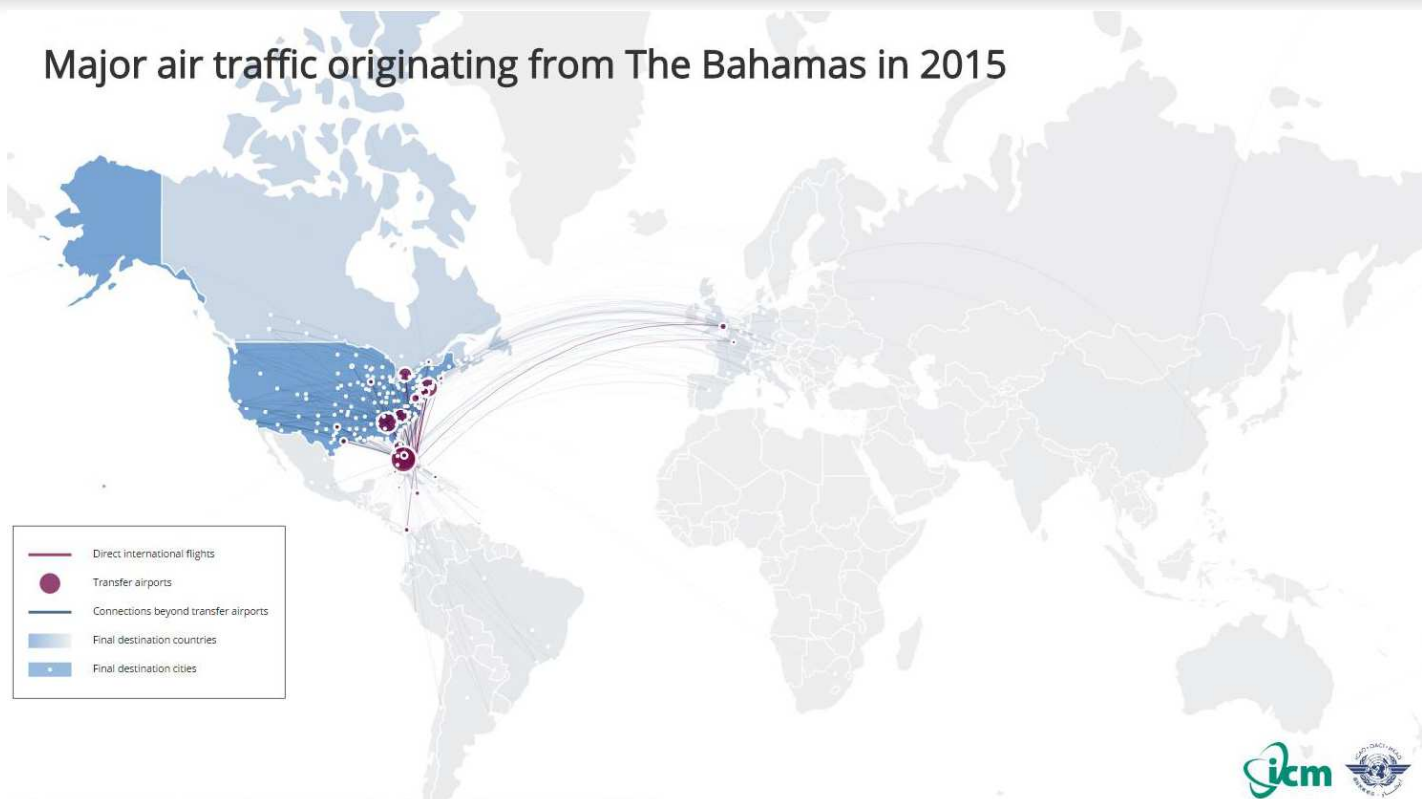 Major air traffic originating from The Bahamas in 2015
Direct international flights
Transfer airports
Connections beyond transfer airports
Final destination countries
Final destination cities
icm